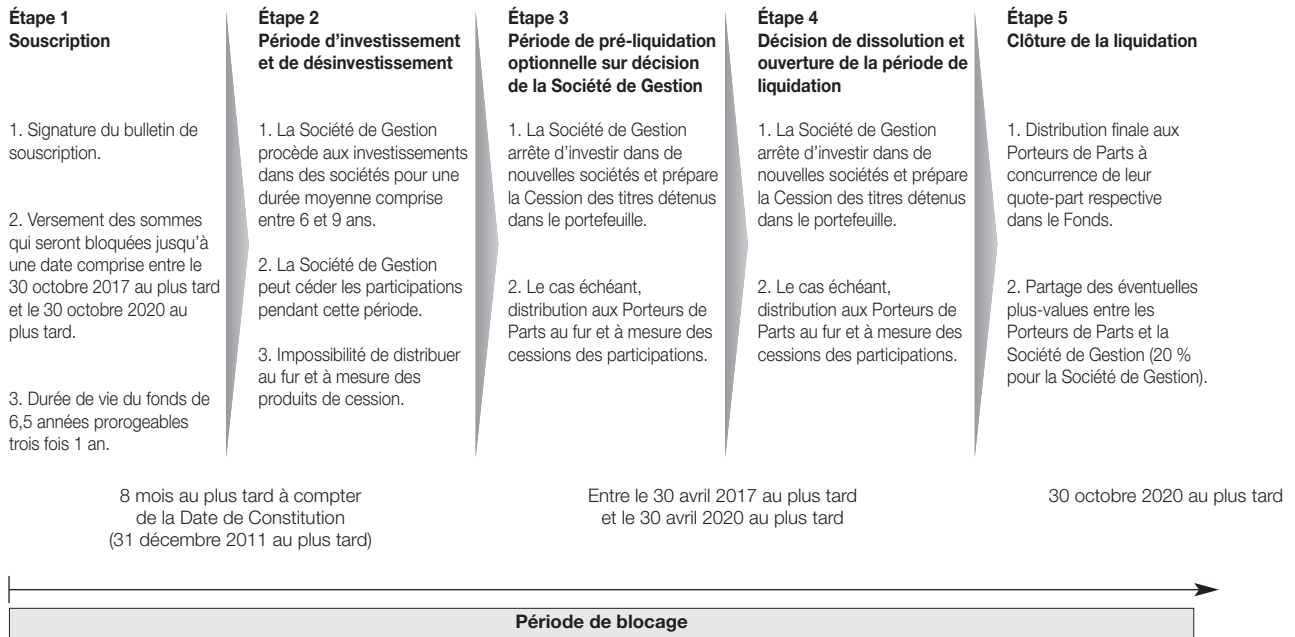 Étape 1
Souscription
1. Signature du bulletin de
souscription.
2. Versement des sommes
qui seront bloquées jusqu’à
une date comprise entre le
30 octobre 2017 au plus tard
et le 30 octobre 2020 au
plus tard.
3. Durée de vie du fonds de
6,5 années prorogeables
trois fois 1 an.
Étape 2
Période d’investissement
et de désinvestissement
1. La Société de Gestion
procède aux investissements
dans des sociétés pour une
durée moyenne comprise
entre 6 et 9 ans.
2. La Société de Gestion
peut céder les participations
pendant cette période.
3. Impossibilité de distribuer
au fur et à mesure des
produits de cession.
Étape 3
Période de pré-liquidation
optionnelle sur décision
de la Société de Gestion
1. La Société de Gestion
arrête d’investir dans de
nouvelles sociétés et prépare
la Cession des titres détenus
dans le portefeuille.
2. Le cas échéant,
distribution aux Porteurs de
Parts au fur et à mesure des
cessions des participations.
Étape 4
Décision de dissolution et
ouverture de la période de
liquidation
1. La Société de Gestion
arrête d’investir dans de
nouvelles sociétés et prépare
la Cession des titres détenus
dans le portefeuille.
2. Le cas échéant,
distribution aux Porteurs de
Parts au fur et à mesure des
cessions des participations.
Étape 5
Clôture de la liquidation
1. Distribution finale aux
Porteurs de Parts à
concurrence de leur
quote-part respective
dans le Fonds.
2. Partage des éventuelles
plus-values entre les
Porteurs de Parts et la
Société de Gestion (20 %
pour la Société de Gestion).
8 mois au plus tard à compter
de la Date de Constitution
(31 décembre 2011 au plus tard)
Entre le 30 avril 2017 au plus tard
et le 30 avril 2020 au plus tard
30 octobre 2020 au plus tard
Période de blocage